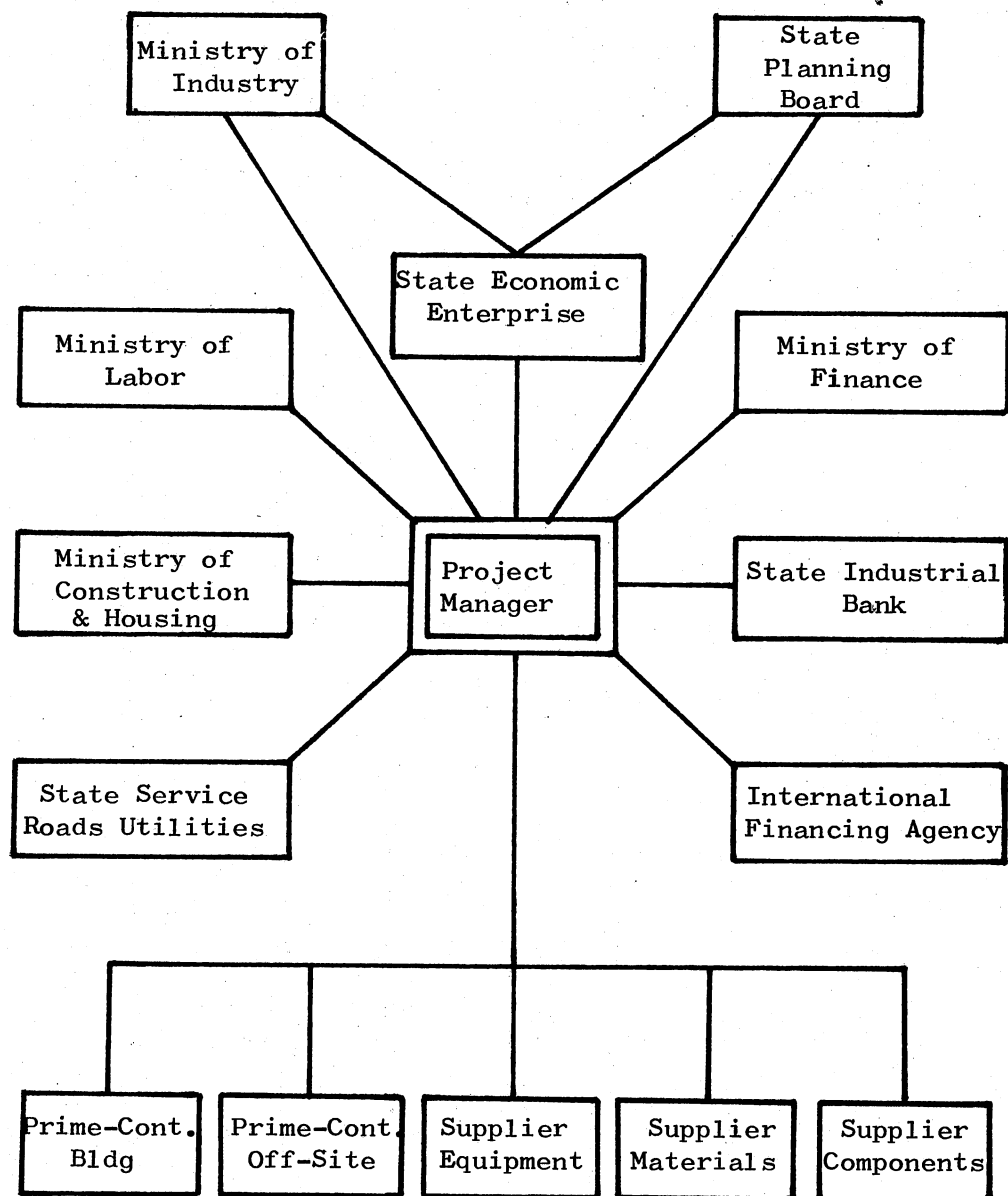 Ministry of
Industry
State
Planning
Board
State Economic
Enterprise
Ministry of
Labor
Ministry of
Finance
Ministry of
Construction
& Housing
Project
Manager
State Industrial
Bank
State Service
Roads Utilities
International
Financing Agency
Prime-Cont.
Bldg
Prime-Cont.
Off-Site
Supplier
Equipment
Supplier
Materials
Supplier
Components